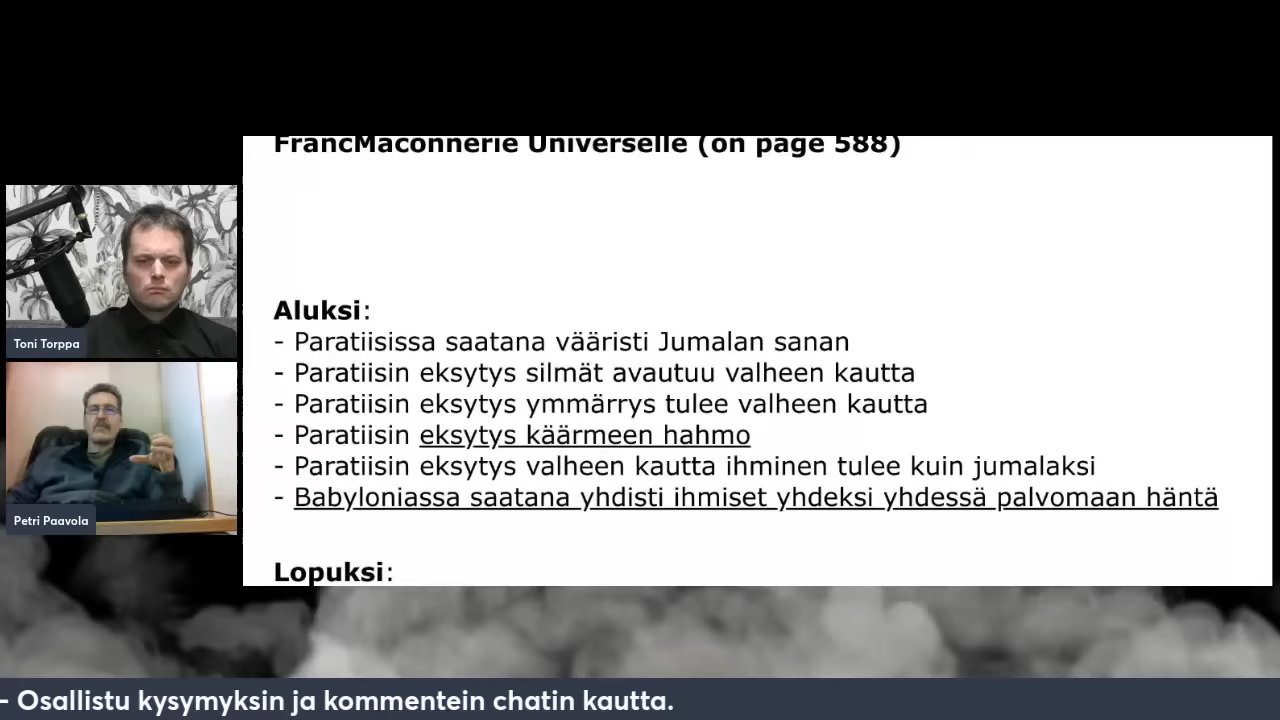 FrancMaconnerie Universelle (on page 588)
Aluksi:
- Paratiisissa saatana vääristi Jumalan sanan
- Paratiisin eksytys silmät avautuu valheen kautta
- Paratiisin eksytys ymmärrys tulee valheen kautta
- Paratiisin eksytys käärmeen hahmo
- Paratiisin eksytys valheen kautta ihminen tulee kuin jumalaksi
- Babyloniassa saatana yhdisti ihmiset yhdeksi yhdessä palvomaan häntä
Lopuksi:
Toni Torppa
Petri Paavola
- Osallistu kysymyksin ja kommentein chatin kautta.